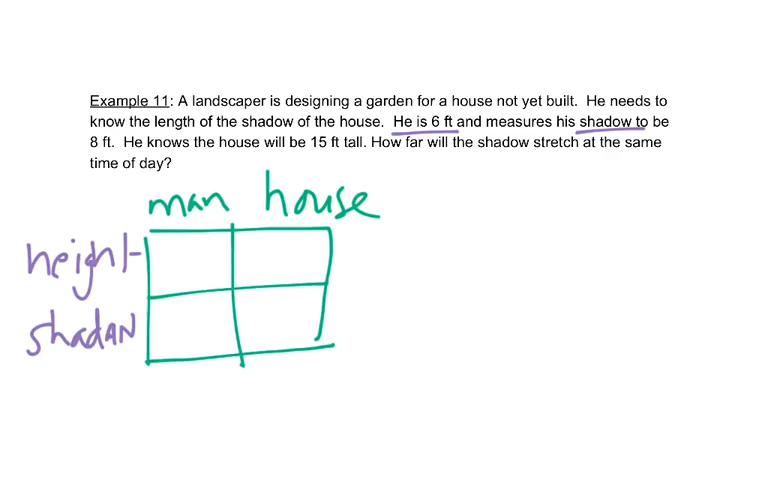 Example 11: A landscaper is designing a garden for a house not yet built. He needs to
know the length of the shadow of the house. He is 6 ft and measures his shadow to be
8 ft. He knows the house will be 15 ft tall. How far will the shadow stretch at the same
time of day?
man house
height
shadow